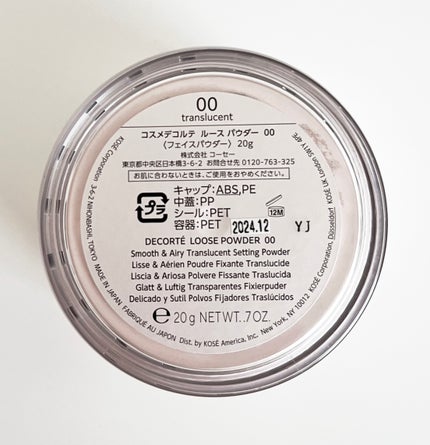 00
translucent
コスメデコルテ ルース パウダー 00
〈フェイスパウダー〉 20g
株式会社 コーセー
東京都中央区日本橋3-6-2 お問合せ先 0120-763-325
お肌に合わないときは、ご使用をおやめください。
キャップ:ABS,PE
中蓋:PP
シール:PET
容器:PET
プラ
12M
2024.12
YJ
DECORTÉ LOOSE POWDER 00
Smooth & Airy Translucent Setting Powder
Lisse & Aérien Poudre Fixante Translucide
Liscia & Ariosa Polvere Fissante Traslucida
Glatt & Luftig Transparentes Fixierpuder
Delicado y Sutil Polvos Fijadores Traslúcidos
e 20 g NET WT. .7 OZ.
KOSÉ Corporation 3-6-2 NIHONBASHI, TOKYO MADE IN JAPAN FABRIQUÉ AU JAPON Dist. by KOSÉ America, Inc. New York, NY, 10012 KOSÉ Corporation, Düsseldorf KOSÉ UK, London SW1Y 4PE